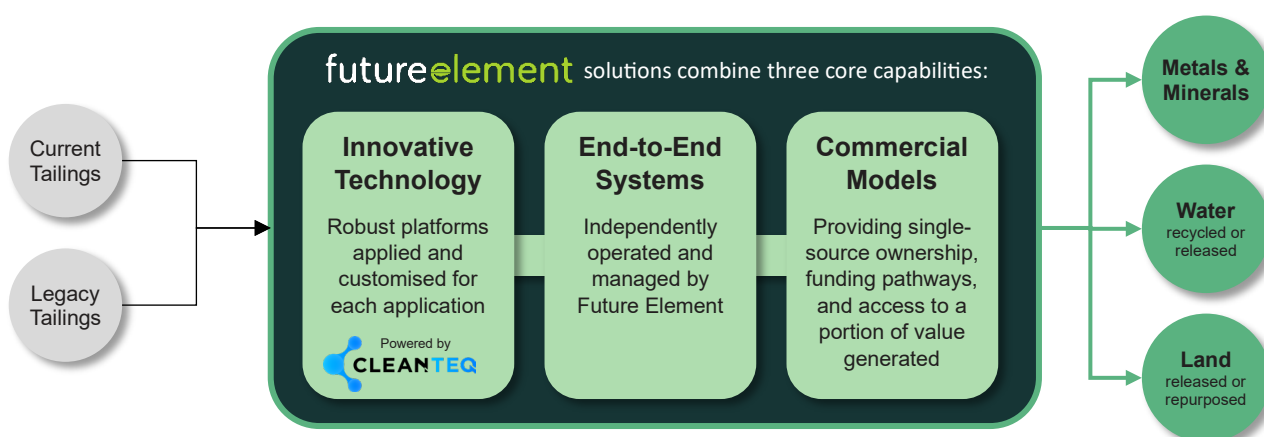 futureelement solutions combine three core capabilities:
Current
Tailings
Legacy
Tailings
Innovative
Technology
Robust platforms
applied and
customised for
each application
Powered by
CLEANTEQ
End-to-End
Systems
Independently
operated and
managed by
Future Element
Commercial
Models
Providing single-
source ownership,
funding pathways,
and access to a
portion of value
generated
Metals &
Minerals
Water
recycled or
released
Land
released or
repurposed